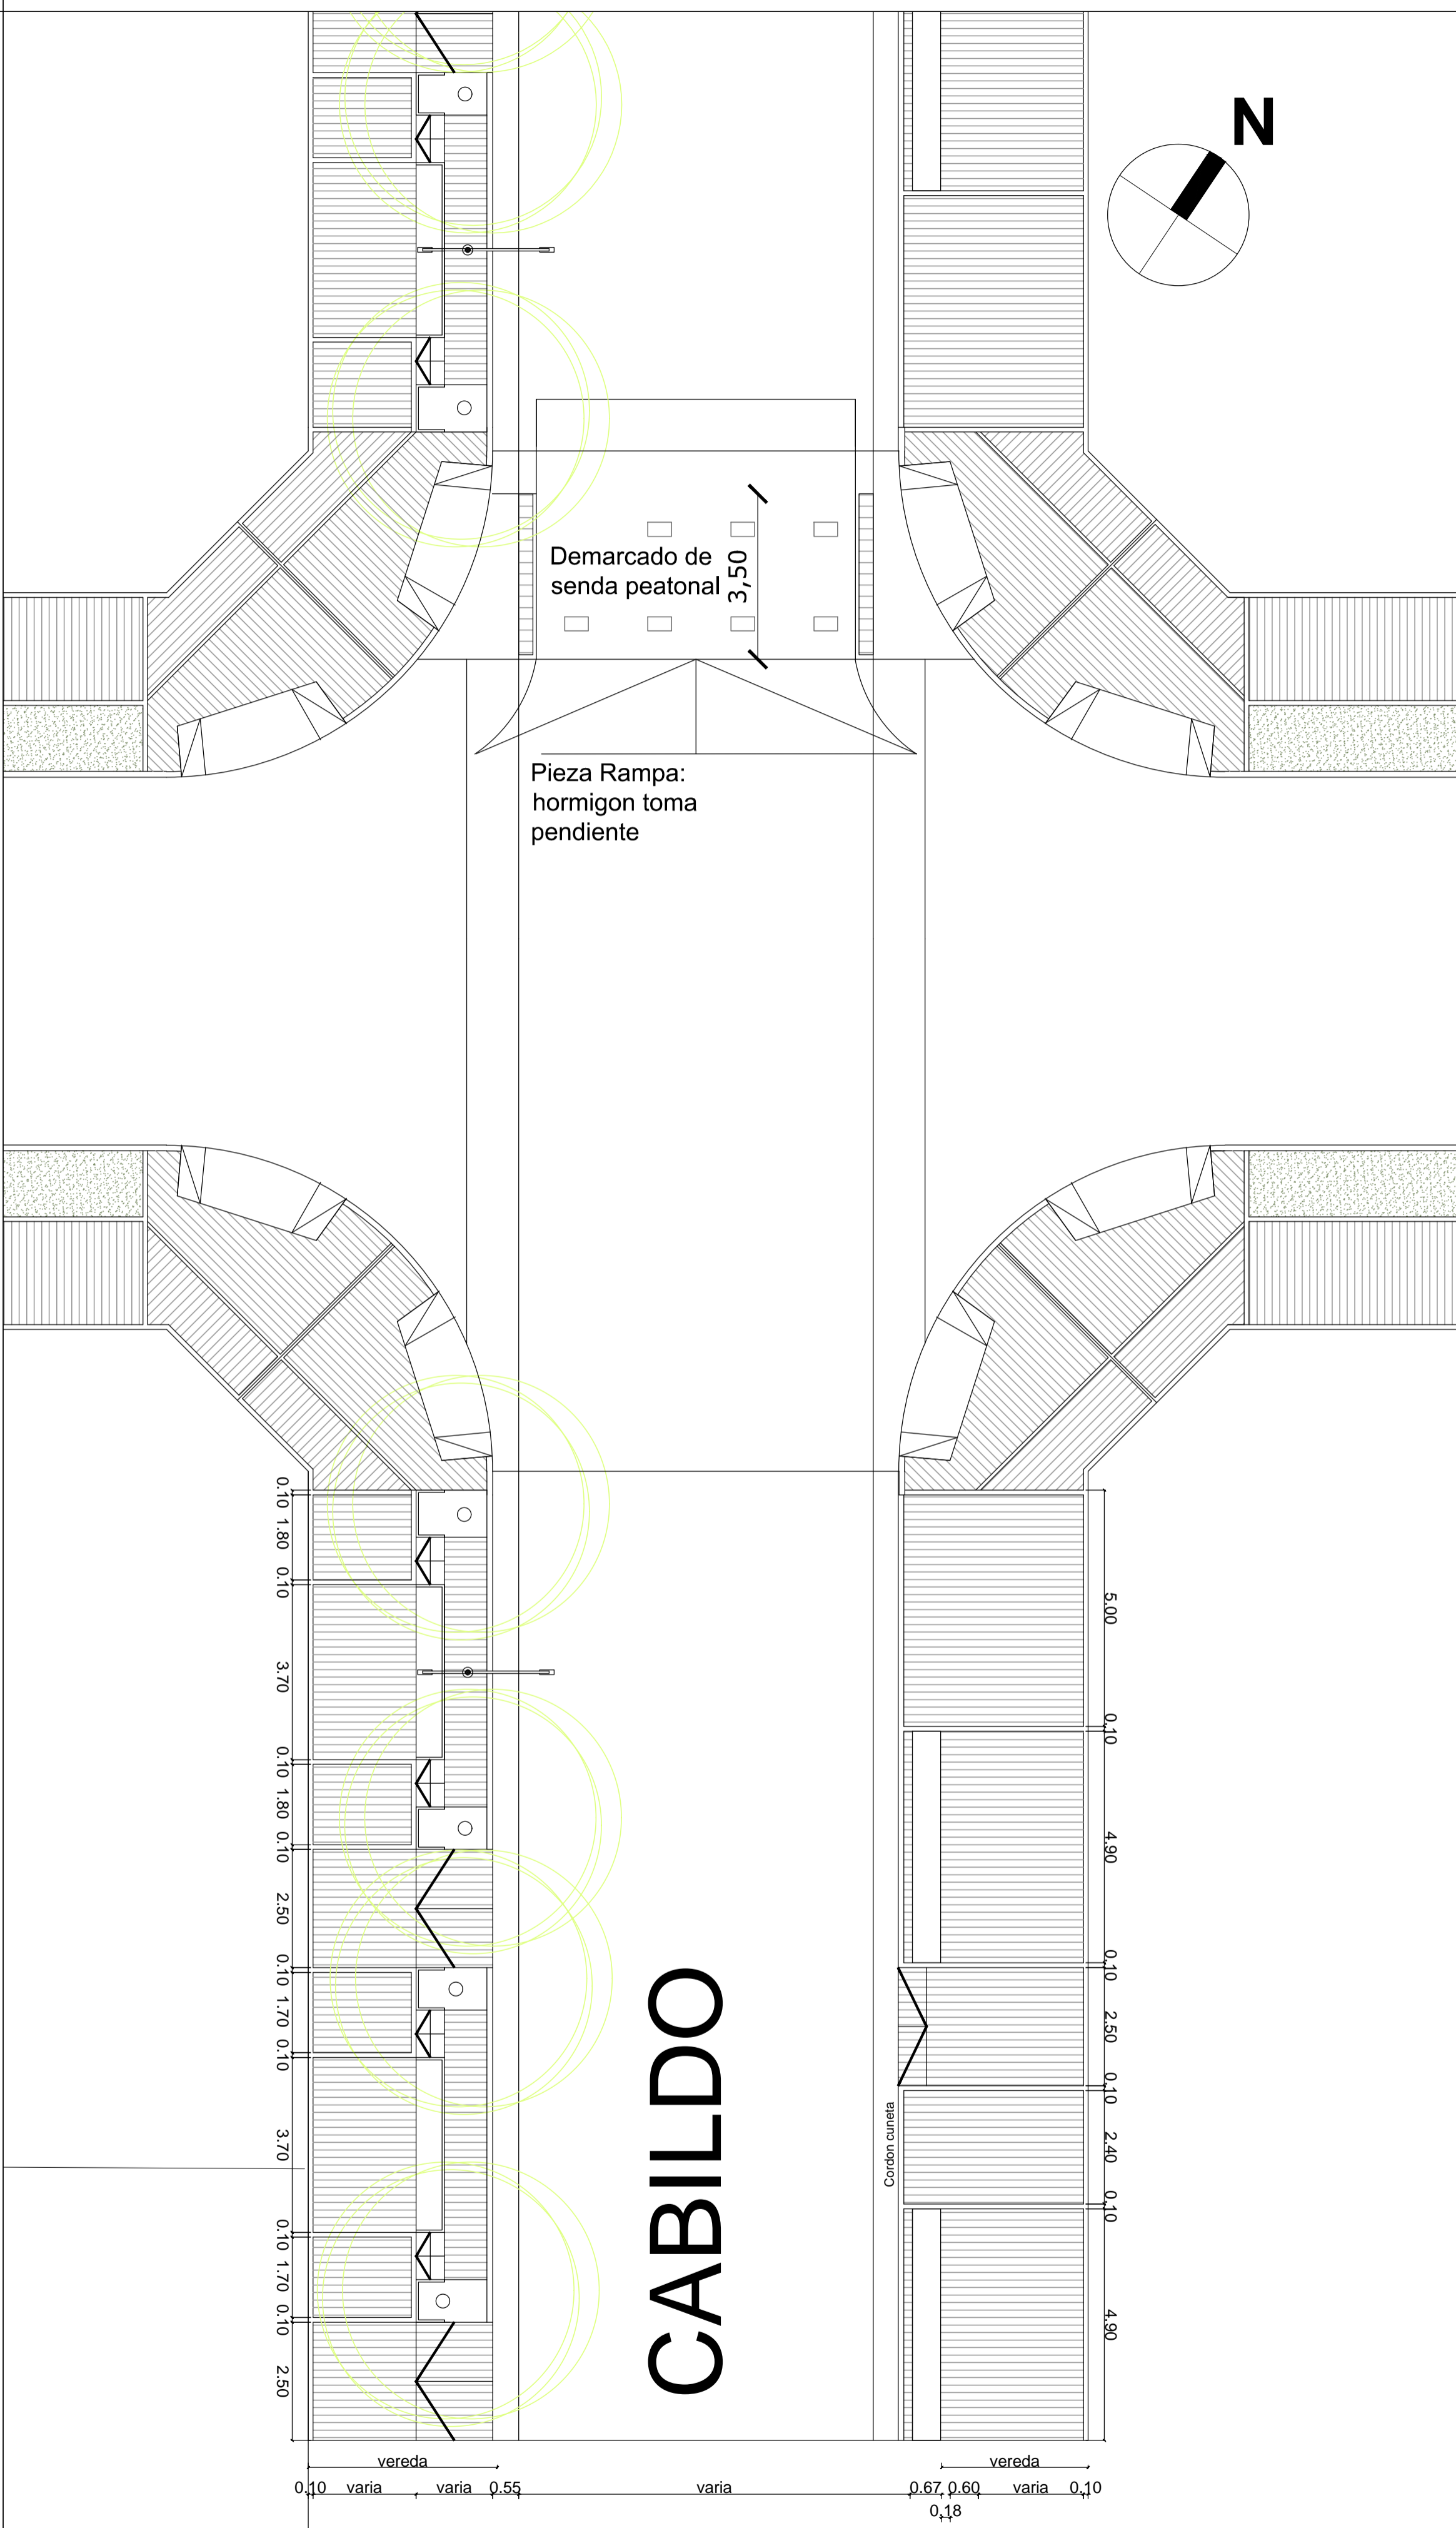 N
Demarcado de
senda peatonal
3,50
Pieza Rampa:
hormigon toma
pendiente
0.10
1.80
0.10
3.70
0.10
1.80
0.10
2.50
0.10
1.70
0.10
3.70
0.10
1.70
0.10
2.50
CABILDO
Cordon cuneta
5.00
0.10
4.90
0.10
2.50
0.10
2.40
0.10
4.90
vereda
vereda
0.10 varia varia 0.55 varia 0.67 0.60 varia 0.10
0.18